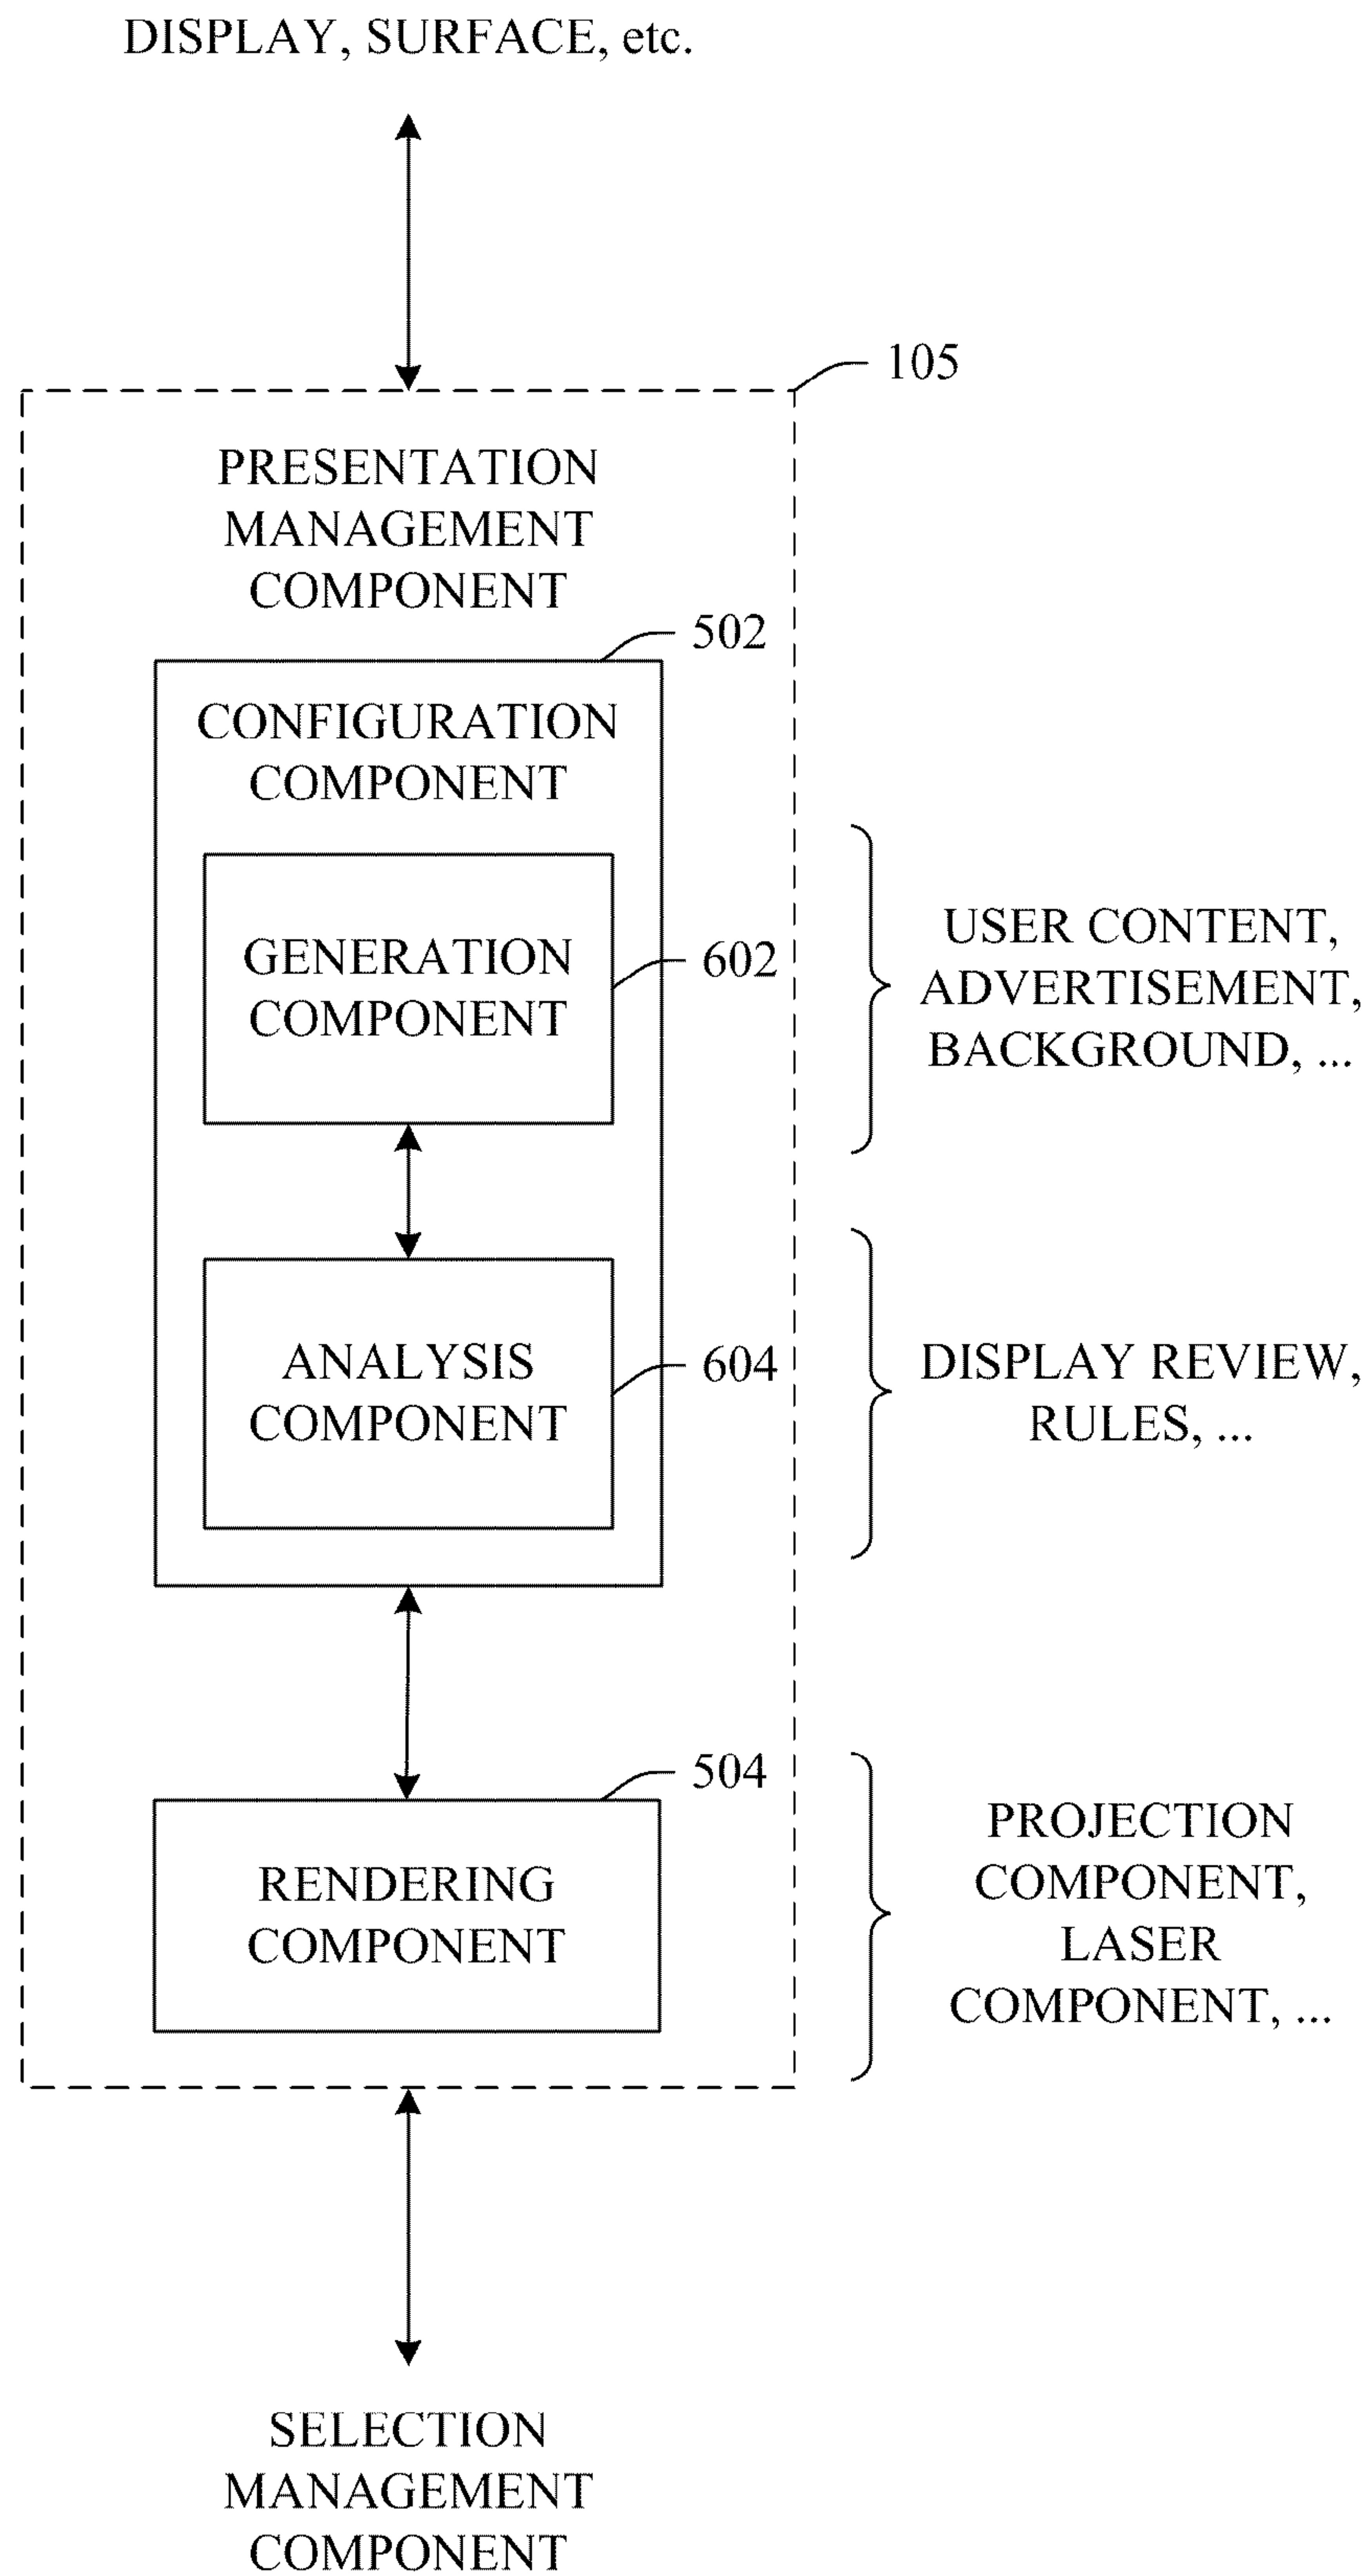 DISPLAY, SURFACE, etc.
105
PRESENTATION
MANAGEMENT
COMPONENT
502
CONFIGURATION
COMPONENT
GENERATION
COMPONENT
602
USER CONTENT,
ADVERTISEMENT,
BACKGROUND, ...
ANALYSIS
COMPONENT
604
DISPLAY REVIEW,
RULES, ...
504
RENDERING
COMPONENT
PROJECTION
COMPONENT,
LASER
COMPONENT, ...
SELECTION
MANAGEMENT
COMPONENT